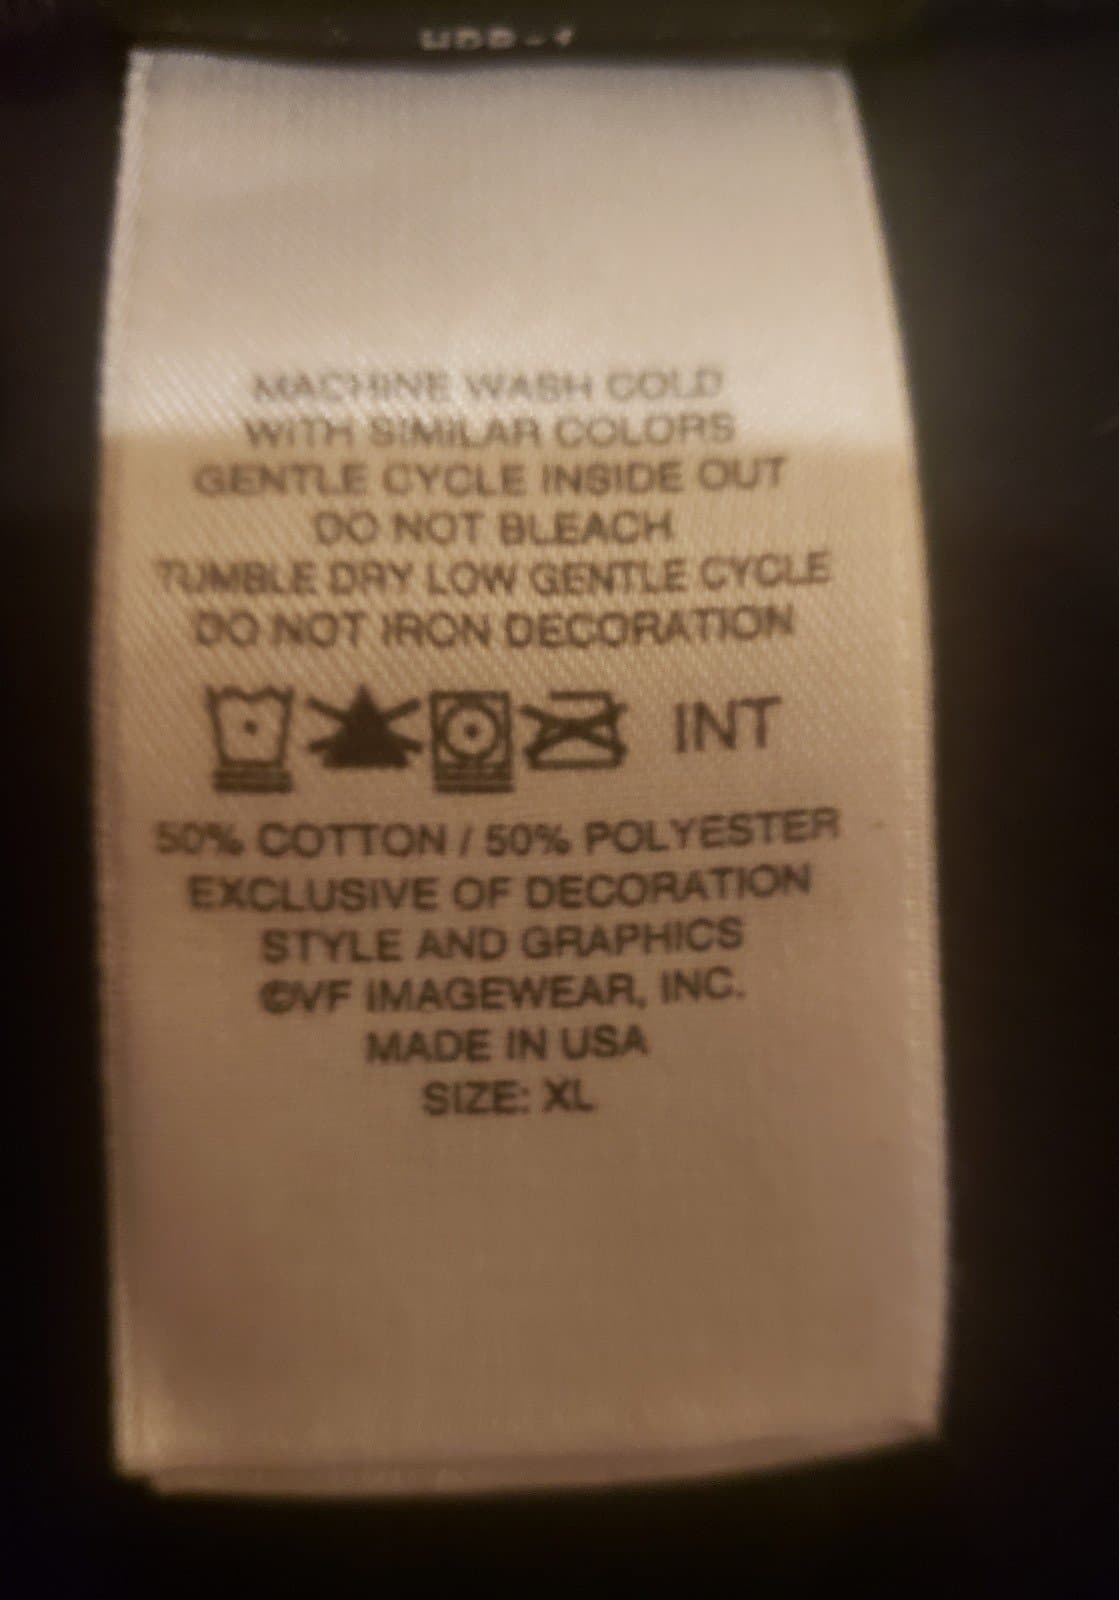 MACHINE WASH COLD
WITH SIMILAR COLORS
GENTLE CYCLE INSIDE OUT
DO NOT BLEACH
TUMBLE DRY LOW GENTLE CYCLE
DO NOT IRON DECORATION
INT
50% COTTON / 50% POLYESTER
EXCLUSIVE OF DECORATION
STYLE AND GRAPHICS
©VF IMAGEWEAR, INC.
MADE IN USA
SIZE: XL